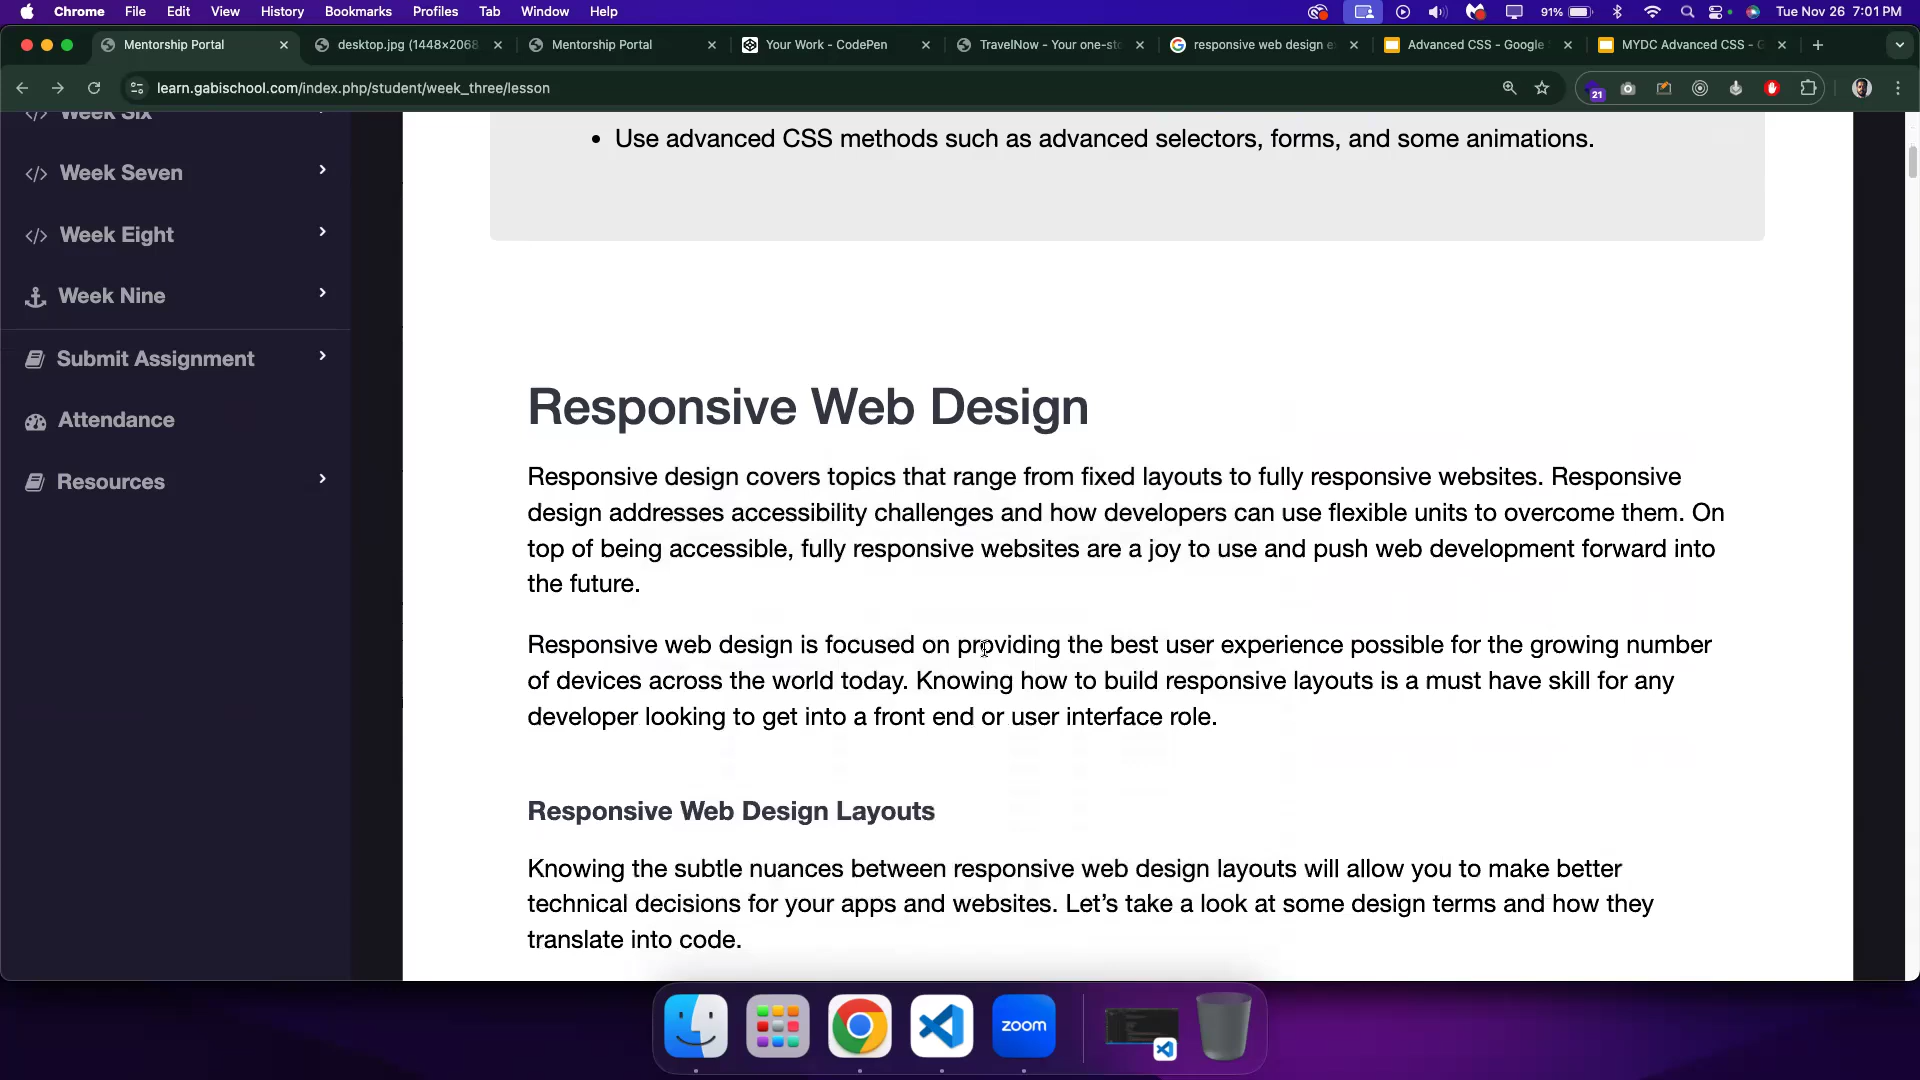 Chrome File Edit View History Bookmarks Profiles Tab Window Help 91% Tue Nov 26 7:01 PM
Mentorship Portal desktop.jpg (1448×2068 Mentorship Portal Your Work - CodePen TravelNow - Your one-sto responsive web design e Advanced CSS - Google MYDC Advanced CSS - G
learn.gabischool.com/index.php/student/week_three/lesson 21
Week Six
Week Seven
Week Eight
Week Nine
Submit Assignment
Attendance
Resources
• Use advanced CSS methods such as advanced selectors, forms, and some animations.
Responsive Web Design
Responsive design covers topics that range from fixed layouts to fully responsive websites. Responsive
design addresses accessibility challenges and how developers can use flexible units to overcome them. On
top of being accessible, fully responsive websites are a joy to use and push web development forward into
the future.
Responsive web design is focused on providing the best user experience possible for the growing number
of devices across the world today. Knowing how to build responsive layouts is a must have skill for any
developer looking to get into a front end or user interface role.
Responsive Web Design Layouts
Knowing the subtle nuances between responsive web design layouts will allow you to make better
technical decisions for your apps and websites. Let’s take a look at some design terms and how they
translate into code.
zoom